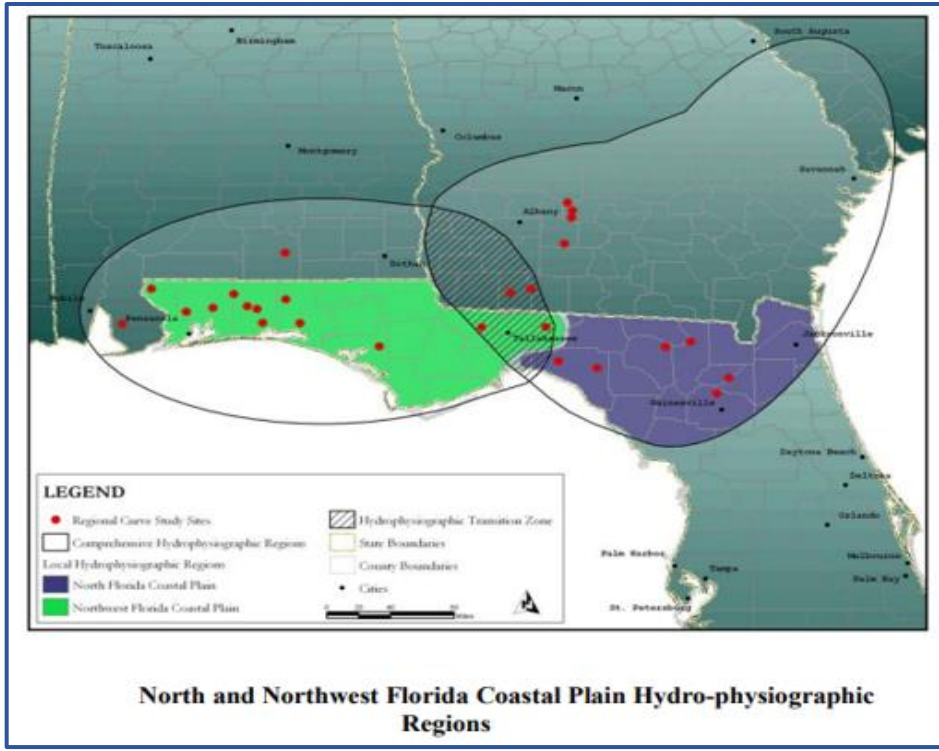 South Augusta
Birmingham
Tuscaloosa
Macon
Columbus
Montgomery
Savannah
Albany
Dothan
Mobile
Pensacola
Tallahassee
Jacksonville
Gainesville
Daytona Beach
Deltona
Orlando
Melbourne
Palm Bay
Palm Harbor
Tampa
St. Petersburg
LEGEND
Regional Curve Study Sites
Comprehensive Hydrophysiographic Regions
Local Hydrophysiographic Regions
North Florida Coastal Plain
Northwest Florida Coastal Plain
Hydrophysiographic Transition Zone
State Boundaries
County Boundaries
Cities
North and Northwest Florida Coastal Plain Hydro-physiographic
Regions